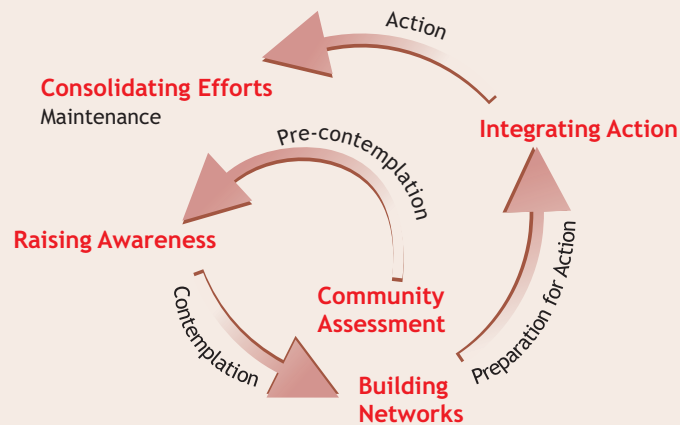 Action
Consolidating Efforts
Maintenance
Integrating Action
Pre-contemplation
Raising Awareness
Community
Assessment
Contemplation
Preparation for Action
Building
Networks